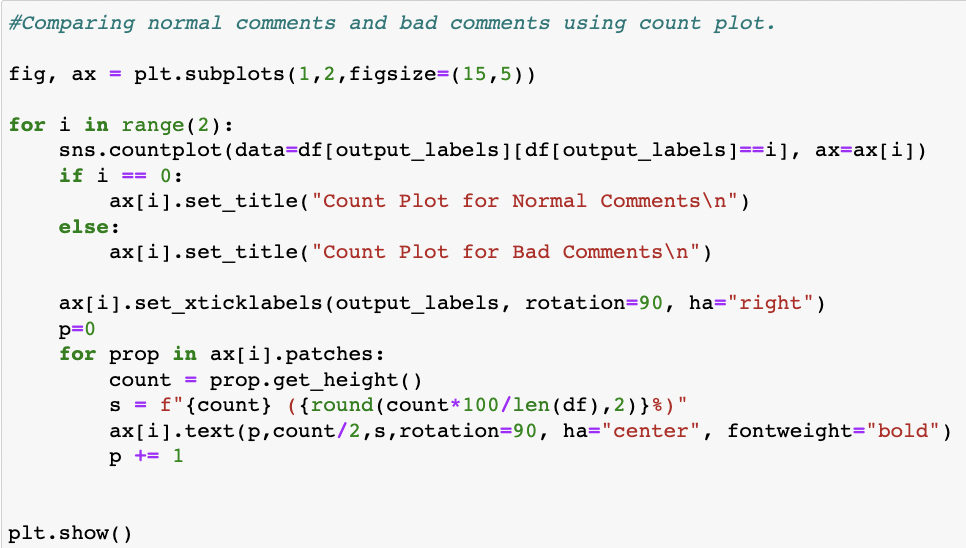 #Comparing normal comments and bad comments using count plot.

fig, ax = plt.subplots(1,2,figsize=(15,5))

for i in range(2):
    sns.countplot(data=df[output_labels][df[output_labels]==i], ax=ax[i])
    if i == 0:
        ax[i].set_title("Count Plot for Normal Comments\n")
    else:
        ax[i].set_title("Count Plot for Bad Comments\n")

    ax[i].set_xticklabels(output_labels, rotation=90, ha="right")
    p=0
    for prop in ax[i].patches:
        count = prop.get_height()
        s = f"{count} ({round(count*100/len(df),2)}%)"
        ax[i].text(p,count/2,s,rotation=90, ha="center", fontweight="bold")
        p += 1


plt.show()